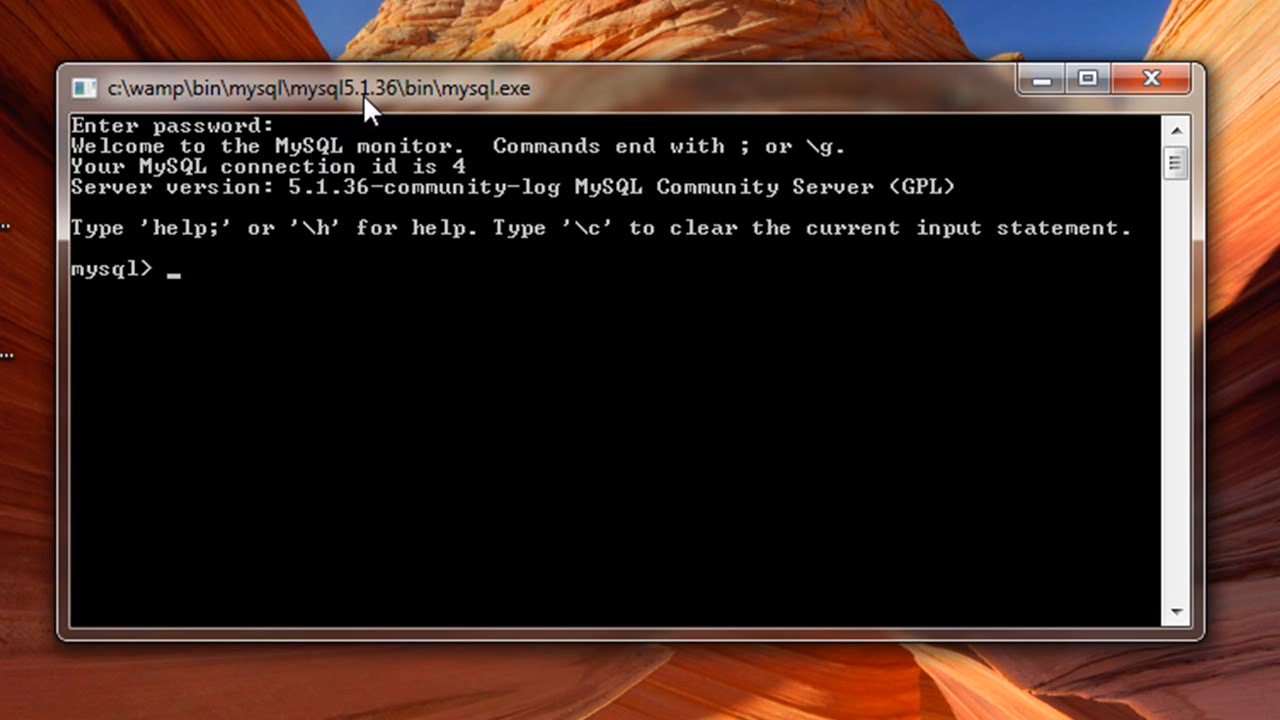 c:\wamp\bin\mysql\mysql5.1.36\bin\mysql.exe
Enter password:
Welcome to the MySQL monitor.  Commands end with ; or \g.
Your MySQL connection id is 4
Server version: 5.1.36-community-log MySQL Community Server (GPL)
Type 'help;' or '\h' for help. Type '\c' to clear the current input statement.
mysql> _